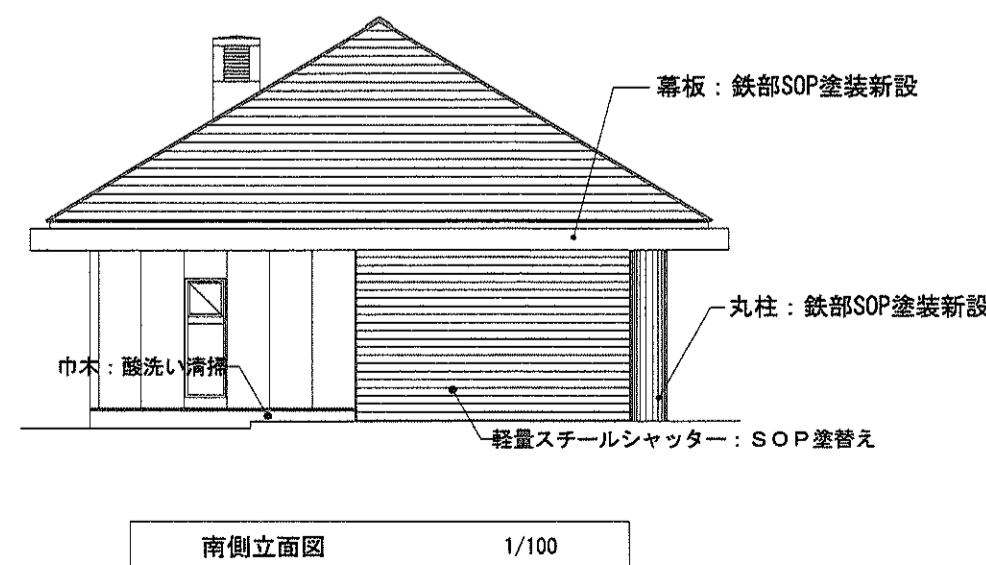 幕板：鉄部SOP塗装新設
丸柱：鉄部SOP塗装新設
巾木：酸洗い清掃
軽量スチールシャッター：ＳＯＰ塗替え
南側立面図 1/100